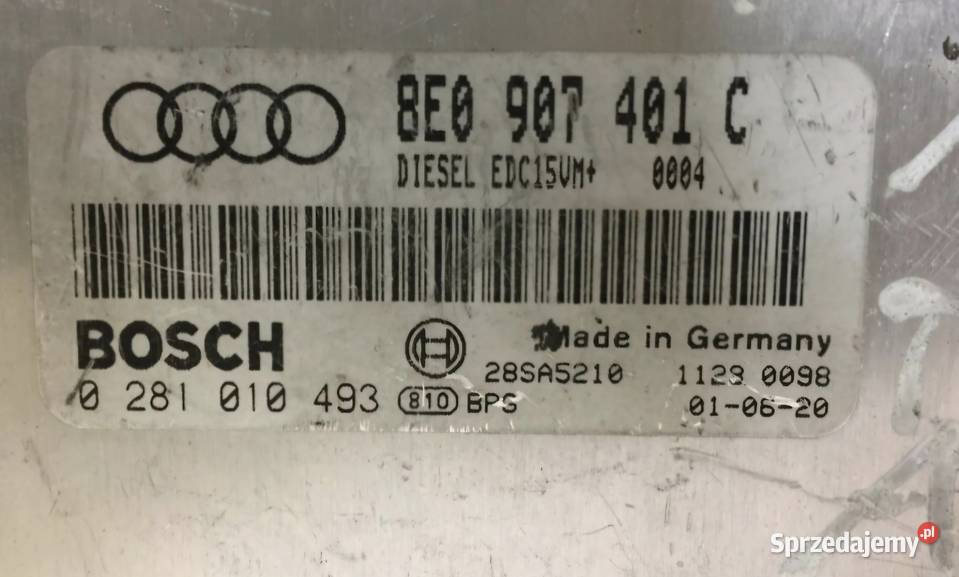 8E0 907 401 C
DIESEL EDC15VM+ 0004
BOSCH
Made in Germany
28SA5210 1123 0098
0 281 010 493 810 BPS 01-06-20
Sprzedajemy.pl